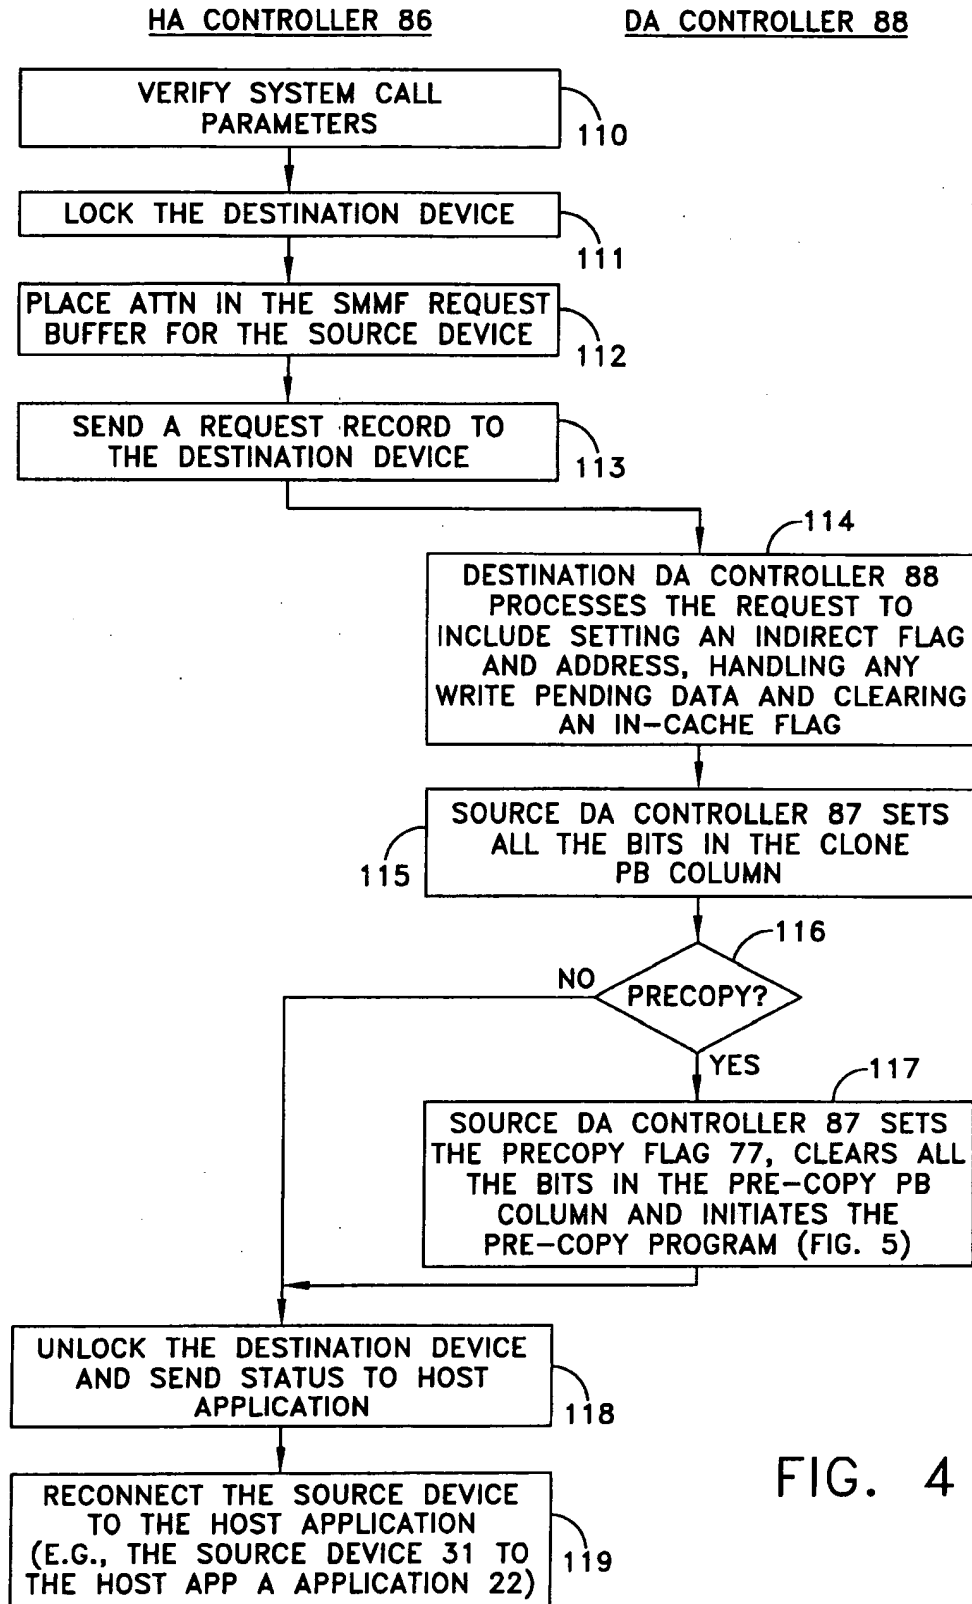 HA CONTROLLER 86
DA CONTROLLER 88
VERIFY SYSTEM CALL
PARAMETERS
110
LOCK THE DESTINATION DEVICE
111
PLACE ATTN IN THE SMMF REQUEST
BUFFER FOR THE SOURCE DEVICE
112
SEND A REQUEST RECORD TO
THE DESTINATION DEVICE
113
114
DESTINATION DA CONTROLLER 88
PROCESSES THE REQUEST TO
INCLUDE SETTING AN INDIRECT FLAG
AND ADDRESS, HANDLING ANY
WRITE PENDING DATA AND CLEARING
AN IN-CACHE FLAG
SOURCE DA CONTROLLER 87 SETS
ALL THE BITS IN THE CLONE
PB COLUMN
115
116
NO
PRECOPY?
YES
117
SOURCE DA CONTROLLER 87 SETS
THE PRECOPY FLAG 77, CLEARS ALL
THE BITS IN THE PRE-COPY PB
COLUMN AND INITIATES THE
PRE-COPY PROGRAM (FIG. 5)
UNLOCK THE DESTINATION DEVICE
AND SEND STATUS TO HOST
APPLICATION
118
RECONNECT THE SOURCE DEVICE
TO THE HOST APPLICATION
(E.G., THE SOURCE DEVICE 31 TO
THE HOST APP A APPLICATION 22)
119
FIG. 4